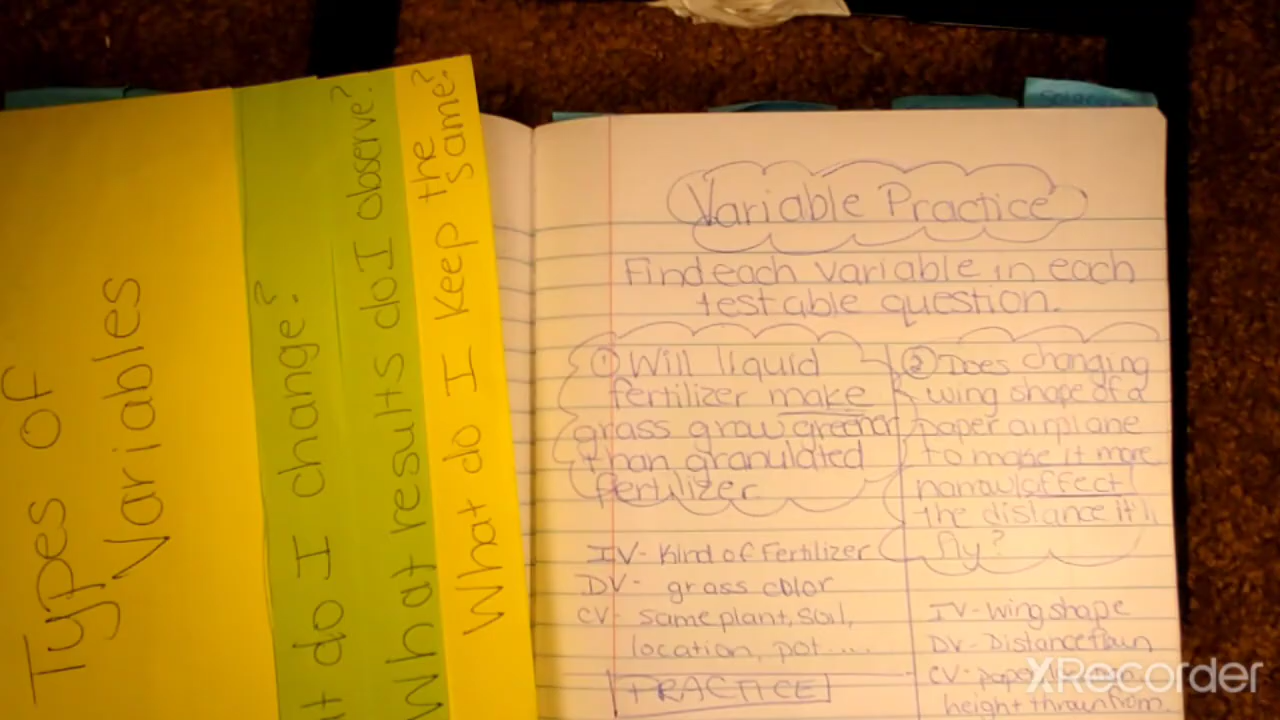 Types of
Variables
t do I change?
What results do I observe?
What do I keep the
same?
Variable Practice
Find each variable in each
testable question.
① Will liquid
fertilizer make
grass grow greener
than granulated
fertilizer
IV- Kind of Fertilizer
DV- grass color
CV- same plant, soil,
location, pot....
PRACTICE
② Does changing
wing shape of a
paper airplane
to make it more
narrow affect
the distance it'll
fly?
IV- wing shape
DV- Distance flown
CV- paper
height thrown from
XRecorder